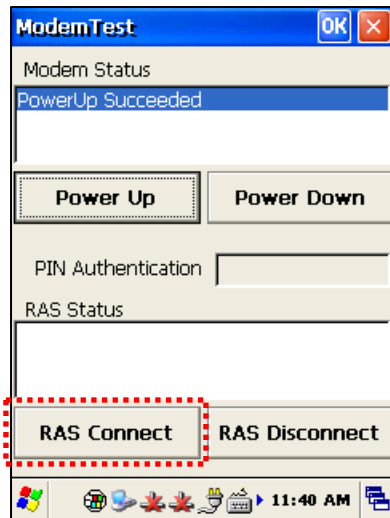 ModemTest OK
Modem Status
PowerUp Succeeded
Power Up Power Down
PIN Authentication
RAS Status
RAS Connect RAS Disconnect
11:40 AM